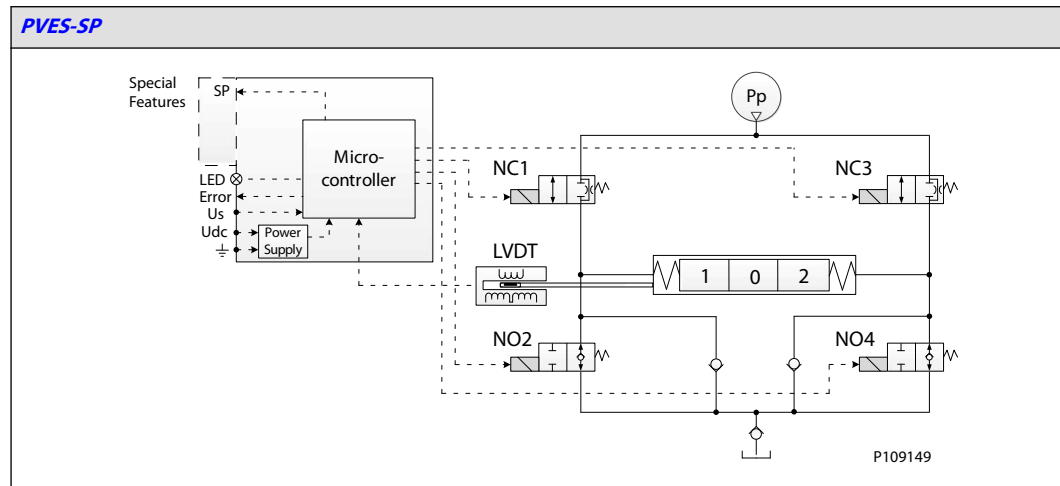 PVES-SP
Special
Features
SP
Pp
Micro-
controller
NC1
NC3
LED
Error
Us
Udc
Power
Supply
LVDT
1 0 2
NO2
NO4
P109149